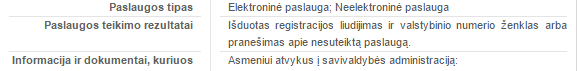 Paslaugos tipas Elektroninė paslauga; Neelektroninė paslauga
Paslaugos teikimo rezultatai Išduotas registracijos liudijimas ir valstybinio numerio ženklas arba
pranešimas apie nesuteiktą paslaugą.
Informacija ir dokumentai, kuriuos Asmeniui atvykus į savivaldybės administraciją: